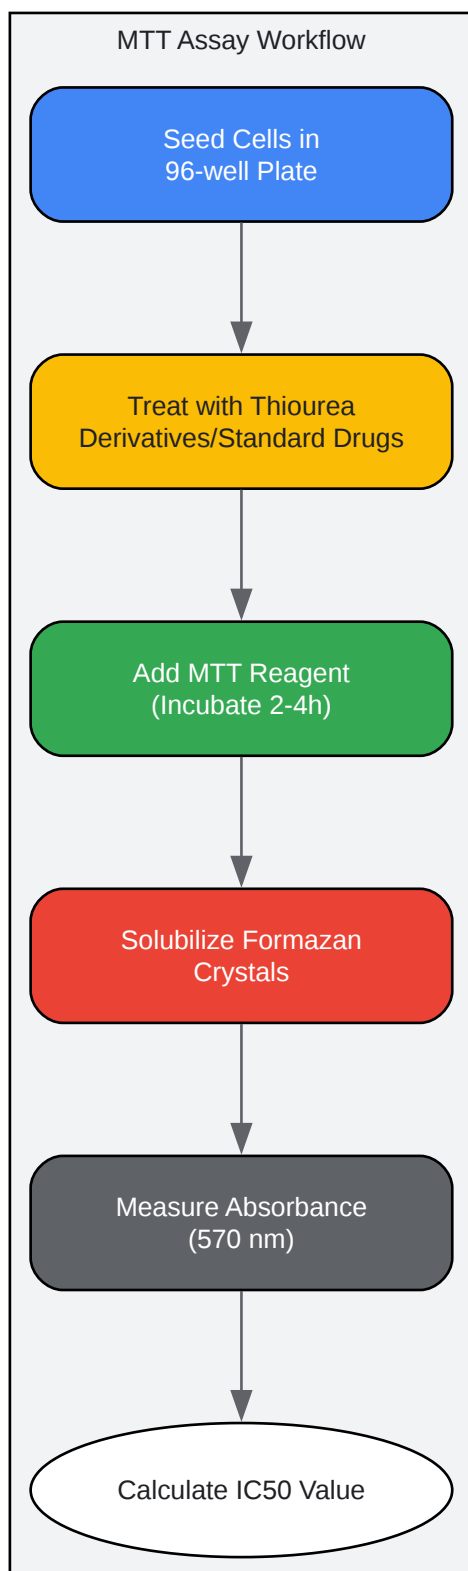 MTT Assay Workflow
Seed Cells in
96-well Plate
Treat with Thiourea
Derivatives/Standard Drugs
Add MTT Reagent
(Incubate 2-4h)
Solubilize Formazan
Crystals
Measure Absorbance
(570 nm)
Calculate IC50 Value